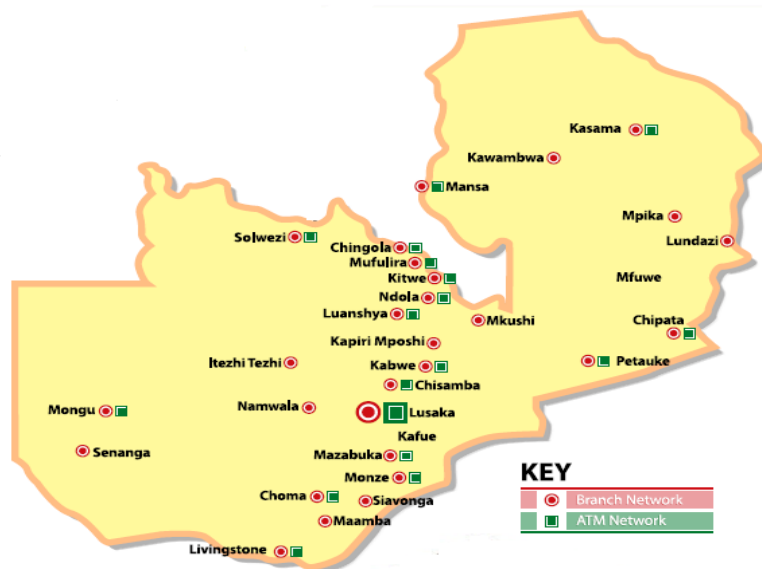 Kasama
Kawambwa
Mansa
Mpika
Solwezi
Lundazi
Chingola
Mufulira
Kitwe
Mfuwe
Ndola
Luanshya
Mkushi
Chipata
Kapiri Mposhi
Itezhi Tezhi
Kabwe
Petauke
Chisamba
Mongu
Namwala
Lusaka
Kafue
Senanga
Mazabuka
Monze
KEY
Choma
Siavonga
Branch Network
Maamba
ATM Network
Livingstone